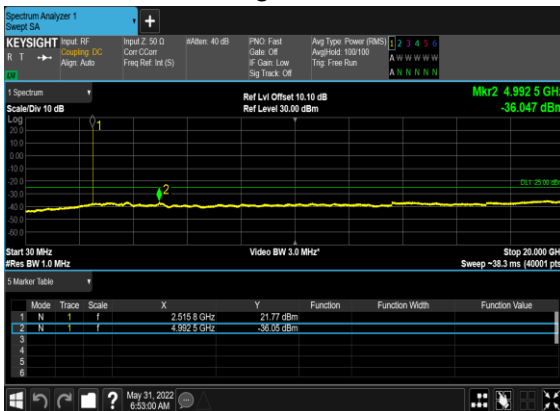 Spectrum Analyzer 1
Swept SA
+
KEYSIGHT Input: RF Input Z: 50 Ω #Atten: 40 dB PNO: Fast Avg Type: Power (RMS) 1 2 3 4 5 6
R T Coupling: DC Corr CCorr Gate: Off Avg|Hold: 100/100 A W W W W W
Align: Auto Freq Ref: Int (S) IF Gain: Low Trig: Free Run
LV Sig Track: Off A N N N N N
1 Spectrum Ref Lvl Offset 10.10 dB Mkr2 4.992 5 GHz
Scale/Div 10 dB Ref Level 30.00 dBm -36.047 dBm
Log
20.0 1
10.0
0.00
-10.0
-20.0 DL1 -25.00 dBm
-30.0 2
-40.0
-50.0
-60.0
Start 30 MHz Video BW 3.0 MHz* Stop 20.000 GHz
#Res BW 1.0 MHz Sweep ~38.3 ms (40001 pts)
5 Marker Table
Mode Trace Scale X Y Function Function Width Function Value
1 N 1 f 2.515 8 GHz 21.77 dBm
2 N 1 f 4.992 5 GHz -36.05 dBm
3
4
5
6
? May 31, 2022
6:53:00 AM